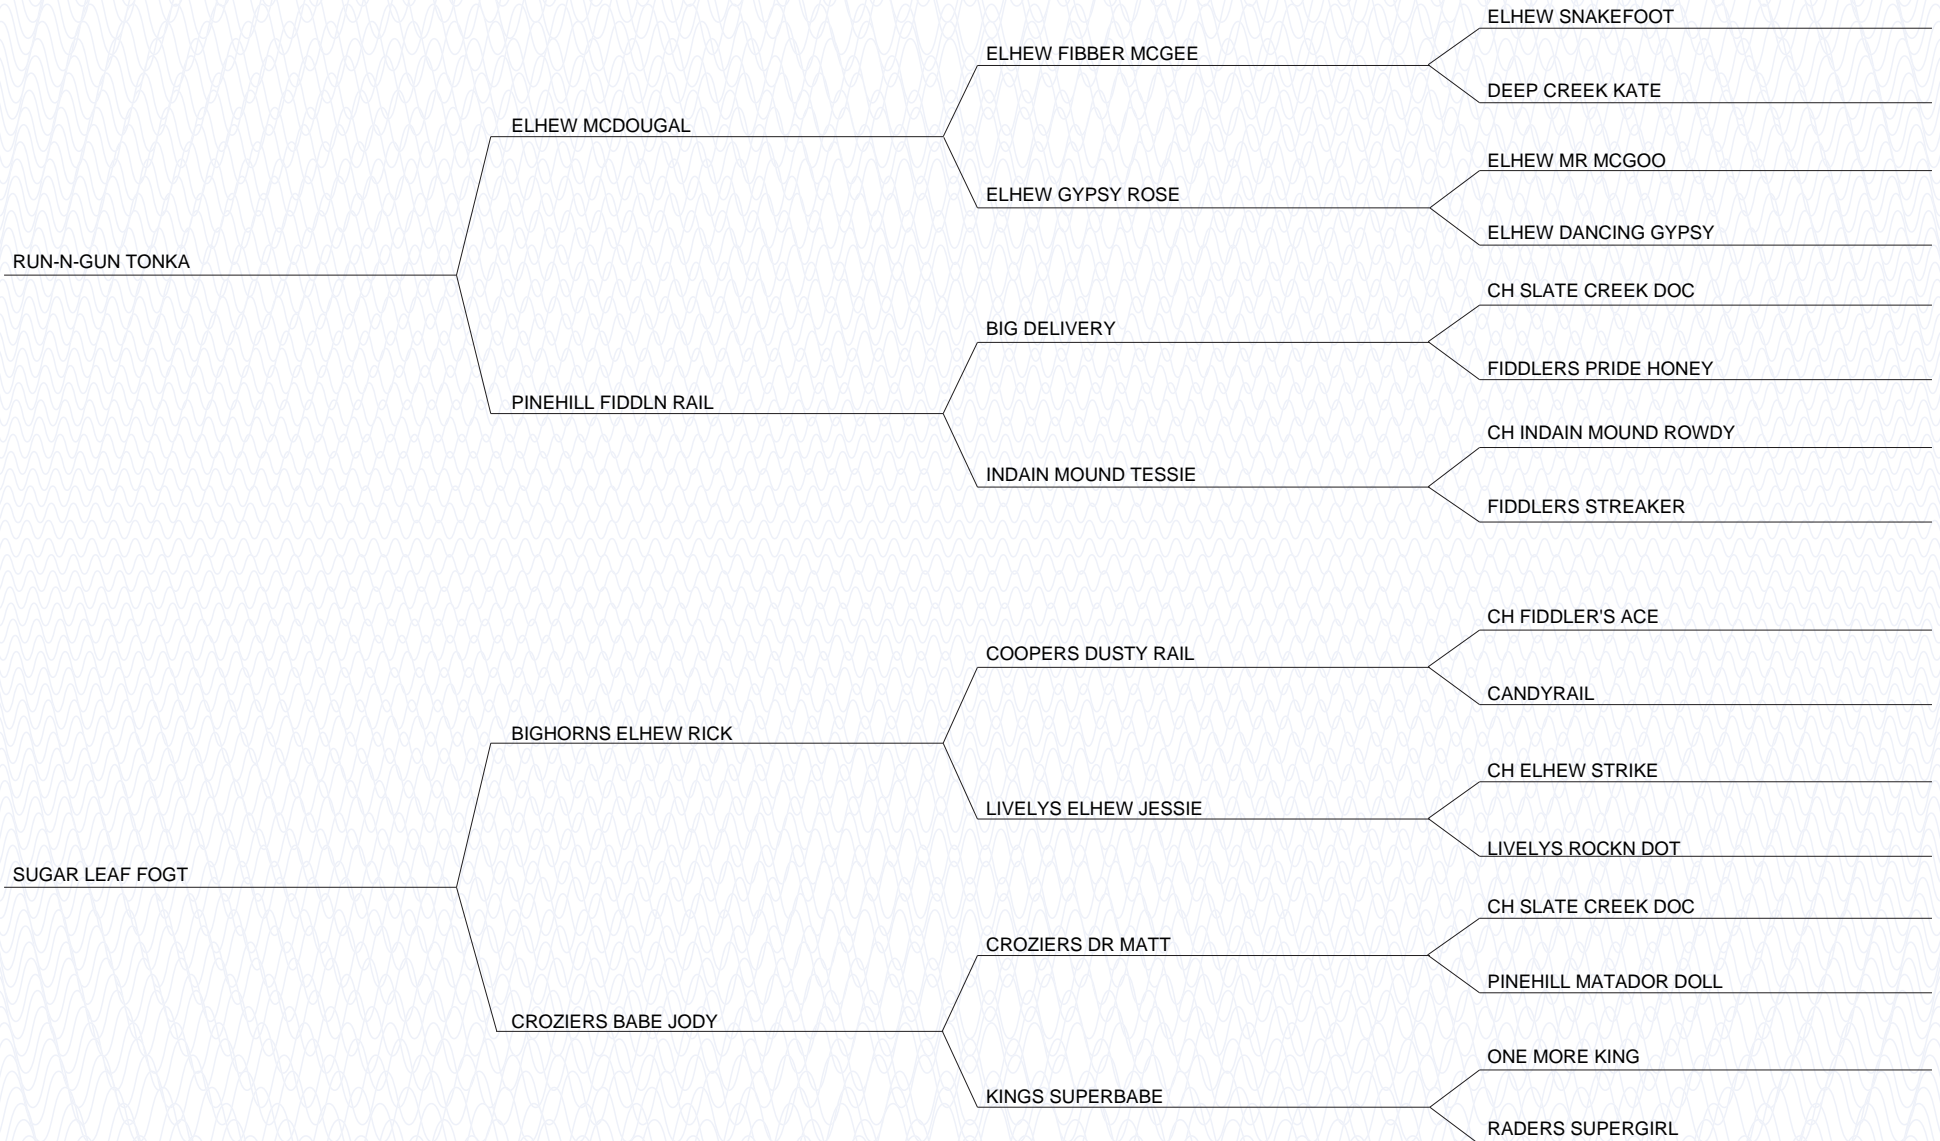 ELHEW SNAKEFOOT
ELHEW FIBBER MCGEE
DEEP CREEK KATE
ELHEW MCDOUGAL
ELHEW MR MCGOO
ELHEW GYPSY ROSE
ELHEW DANCING GYPSY
RUN-N-GUN TONKA
CH SLATE CREEK DOC
BIG DELIVERY
FIDDLERS PRIDE HONEY
PINEHILL FIDDLN RAIL
CH INDAIN MOUND ROWDY
INDAIN MOUND TESSIE
FIDDLERS STREAKER
CH FIDDLER'S ACE
COOPERS DUSTY RAIL
CANDYRAIL
BIGHORNS ELHEW RICK
CH ELHEW STRIKE
LIVELYS ELHEW JESSIE
LIVELYS ROCKN DOT
SUGAR LEAF FOGT
CH SLATE CREEK DOC
CROZIERS DR MATT
PINEHILL MATADOR DOLL
CROZIERS BABE JODY
ONE MORE KING
KINGS SUPERBABE
RADERS SUPERGIRL